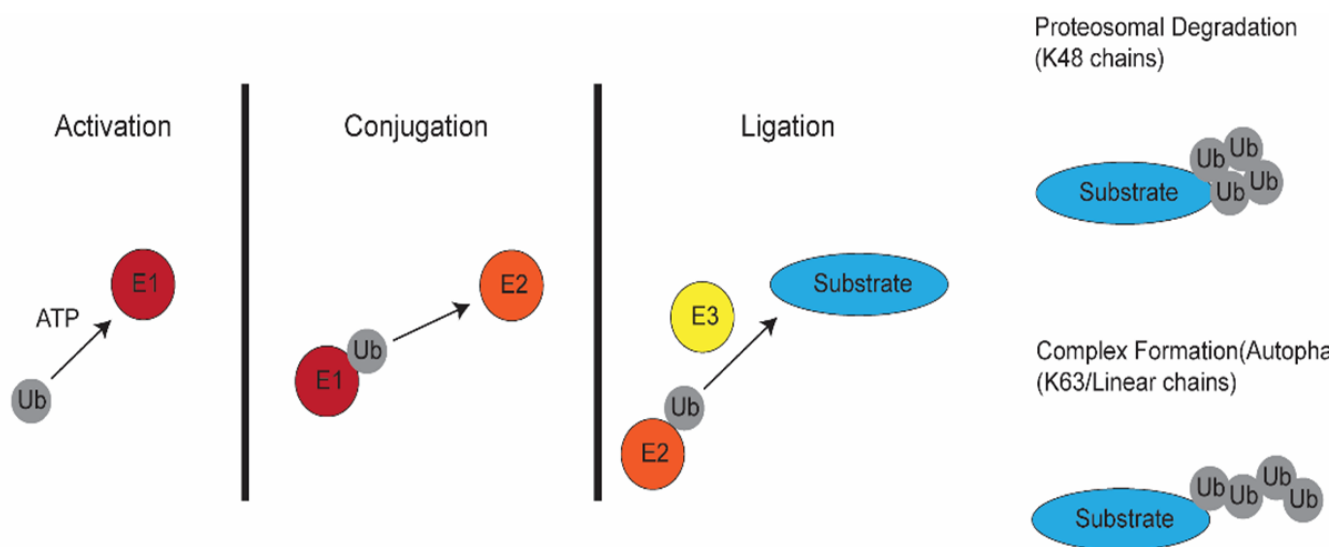 Activation
ATP
E1
Ub
Conjugation
E2
Ub
E1
Ligation
Substrate
E3
Ub
E2
Proteosomal Degradation
(K48 chains)
Ub Ub
Substrate Ub Ub
Complex Formation(Autopha
(K63/Linear chains)
Ub Ub Ub Ub
Substrate